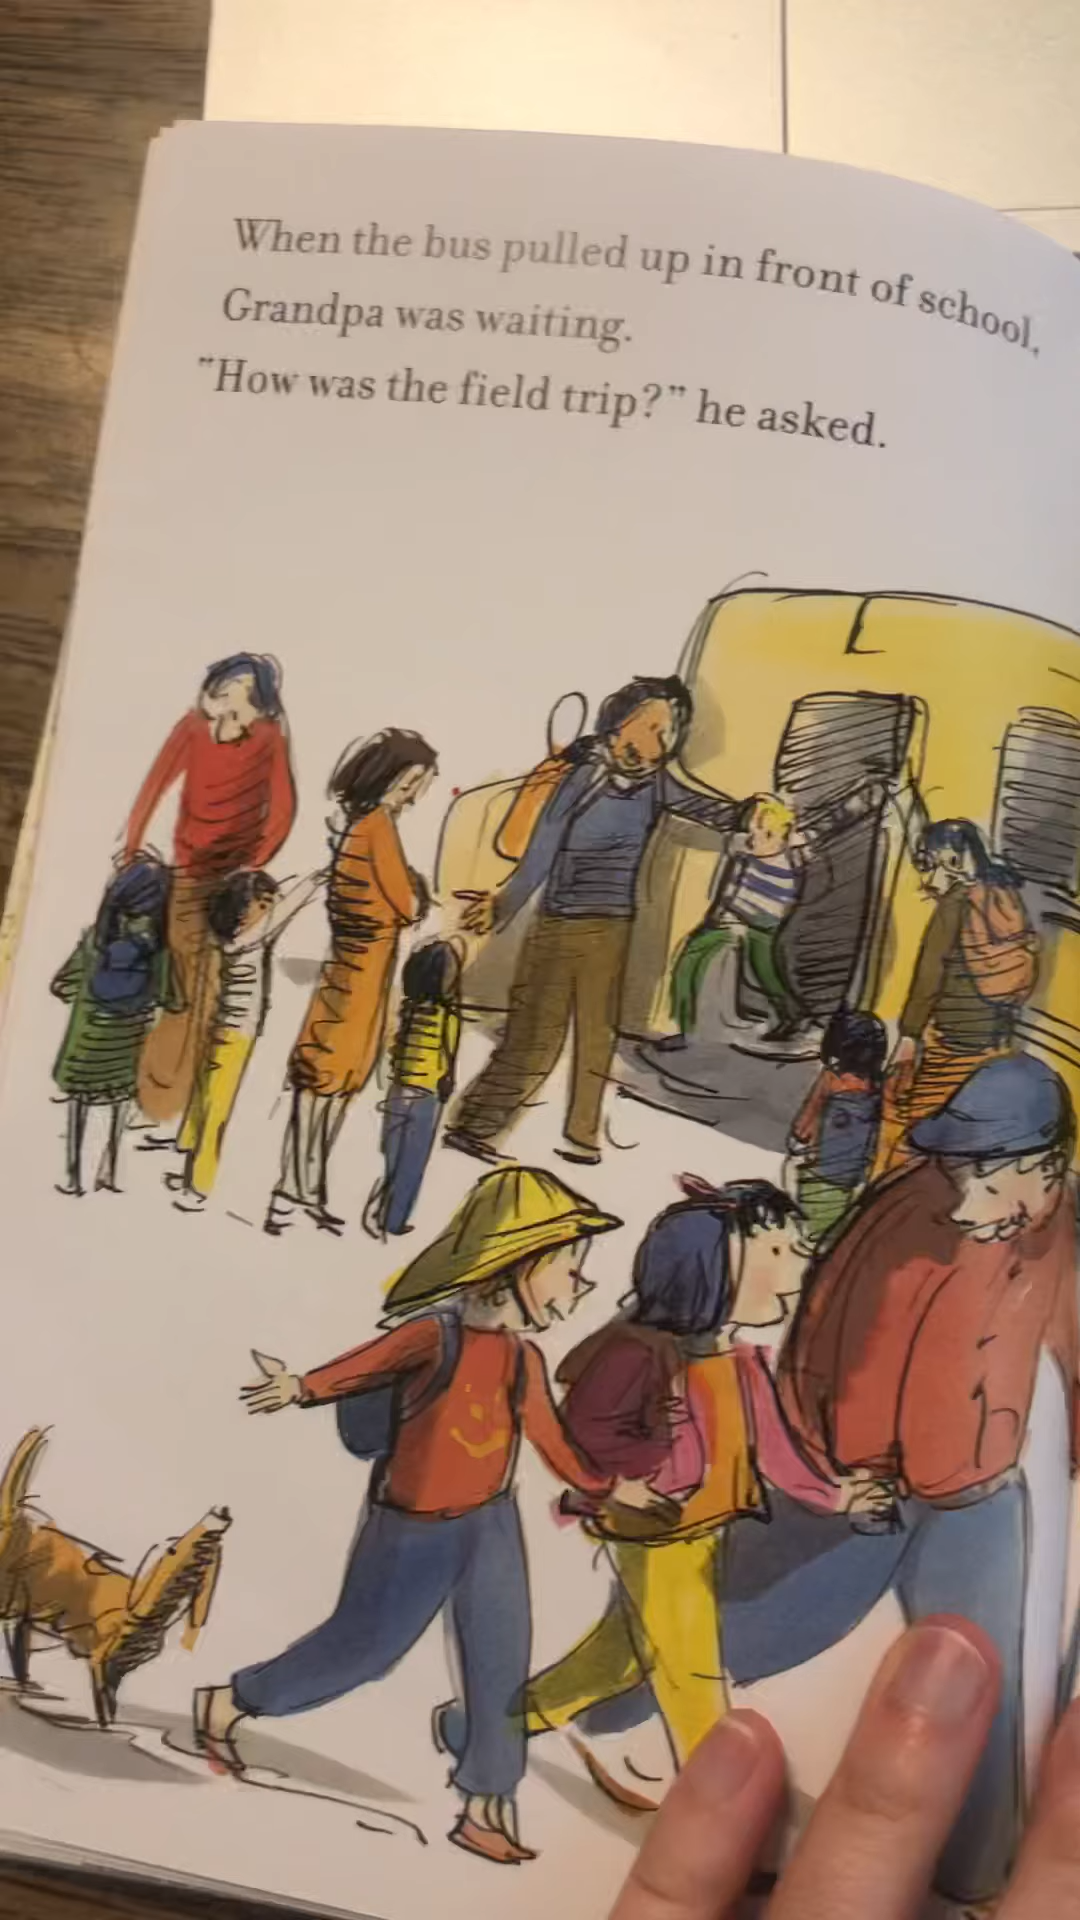 When the bus pulled up in front of school,
Grandpa was waiting.
"How was the field trip?" he asked.